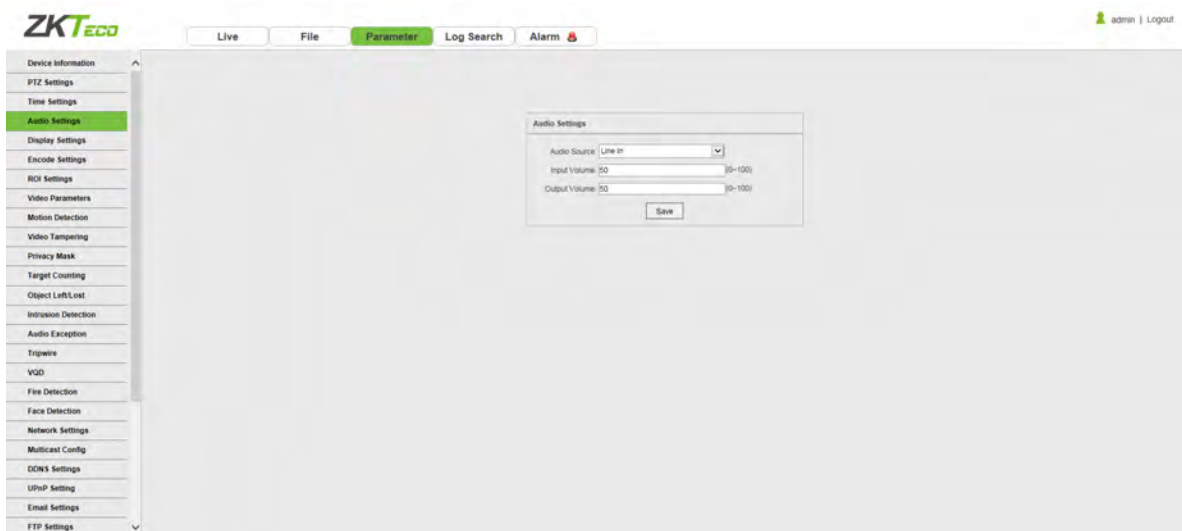 ZKTECO
admin | Logout
Live
File
Parameter
Log Search
Alarm
Device Information
PTZ Settings
Time Settings
Audio Settings
Display Settings
Encode Settings
ROI Settings
Video Parameters
Motion Detection
Video Tampering
Privacy Mask
Target Counting
Object Left/Lost
Intrusion Detection
Audio Exception
Tripwire
VQD
Fire Detection
Face Detection
Network Settings
Multicast Config
DDNS Settings
UPnP Setting
Email Settings
FTP Settings
Audio Settings
Audio Source Line In
Input Volume 50 (0~100)
Output Volume 50 (0~100)
Save